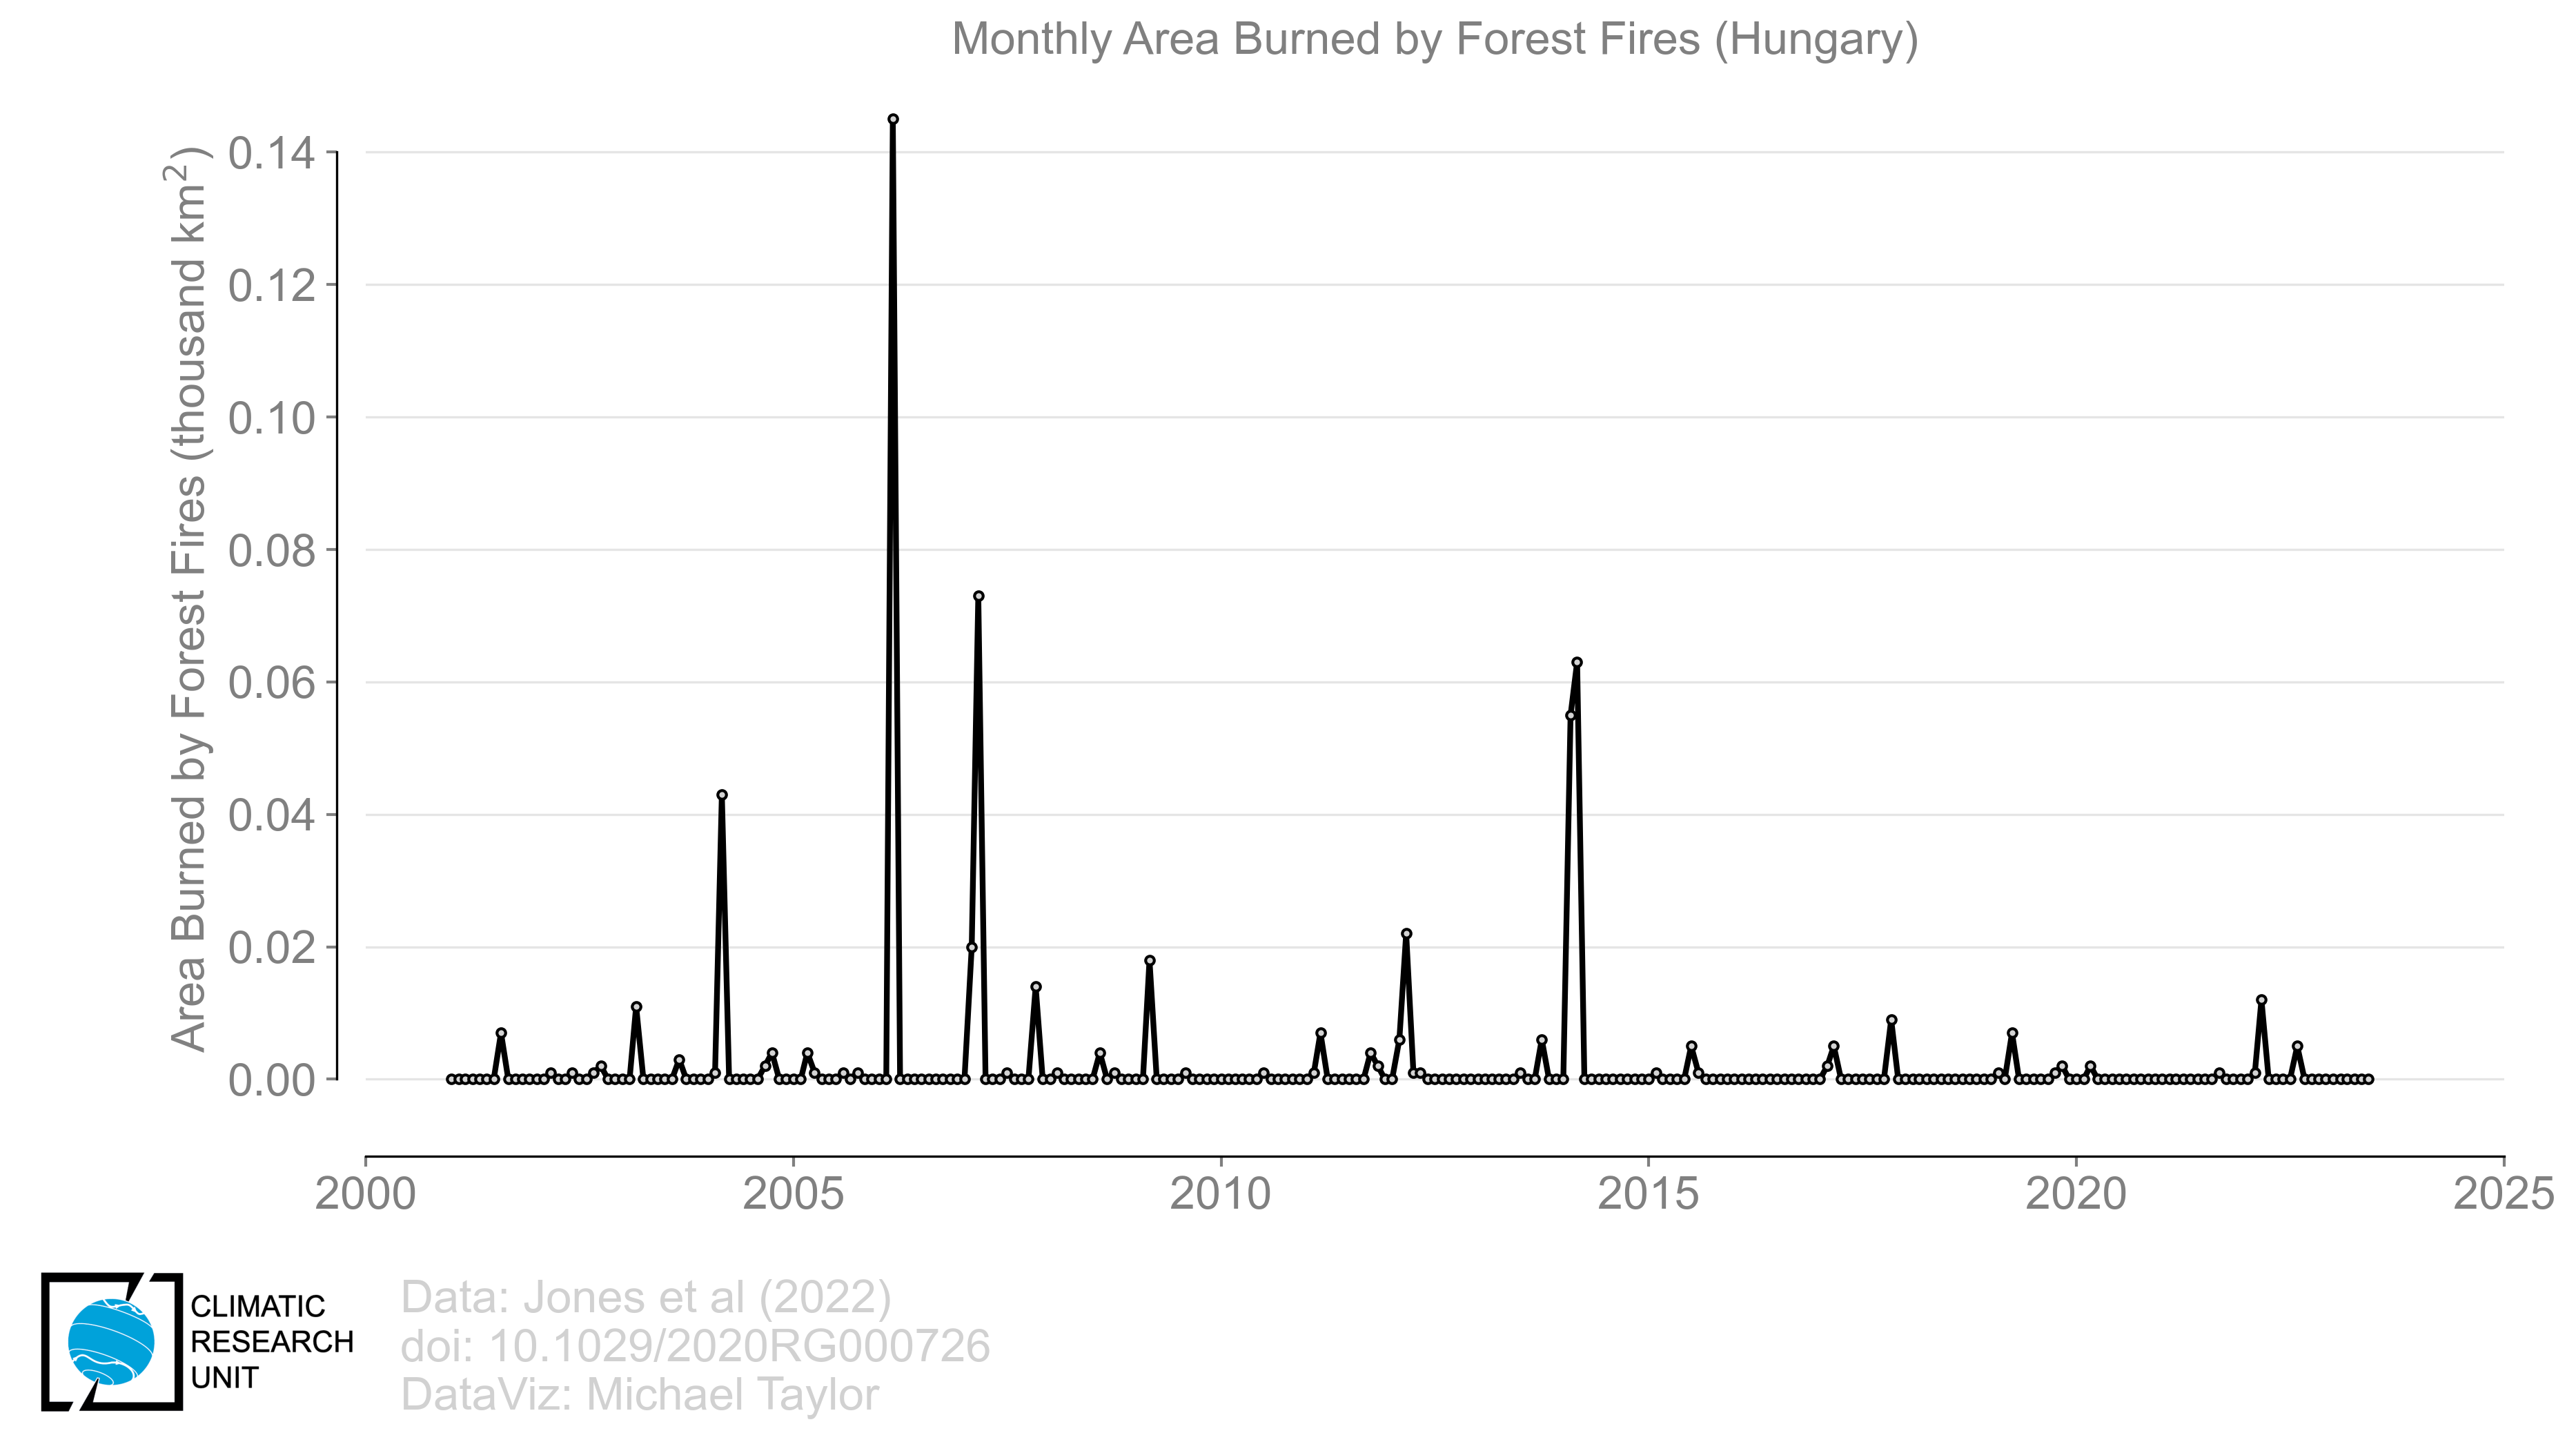 Monthly Area Burned by Forest Fires (Hungary)
Area Burned by Forest Fires (thousand km²)
0.14
0.12
0.10
0.08
0.06
0.04
0.02
0.00
2000
2005
2010
2015
2020
2025
CLIMATIC
RESEARCH
UNIT
Data: Jones et al (2022)
doi: 10.1029/2020RG000726
DataViz: Michael Taylor